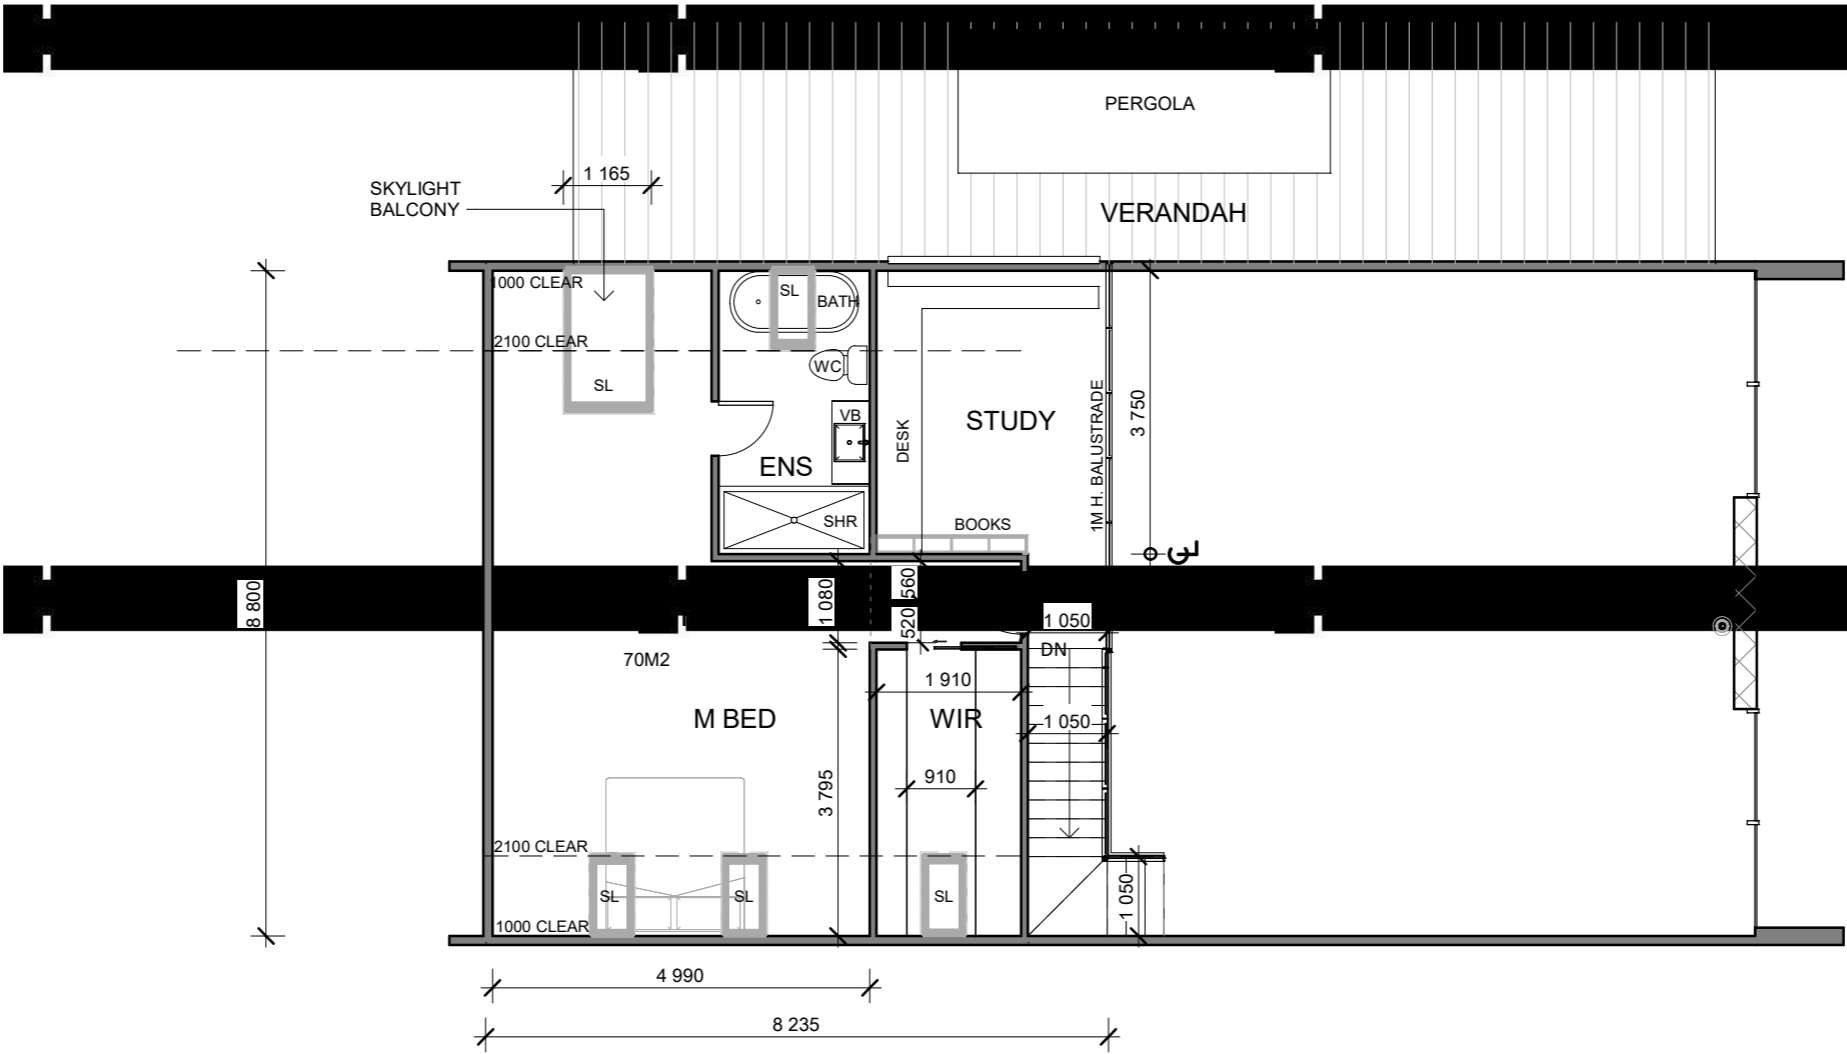 PERGOLA
1 165
SKYLIGHT
BALCONY
VERANDAH
1000 CLEAR
SL
BATH
2100 CLEAR
WC
SL
1M H. BALUSTRADE
3 750
VB
STUDY
DESK
ENS
SHR
BOOKS
CL
8 800
1 080
560
520
1 050
DN
70M2
1 910
M BED
WIR
1 050
910
3 795
2100 CLEAR
SL
SL
SL
1 050
1000 CLEAR
4 990
8 235